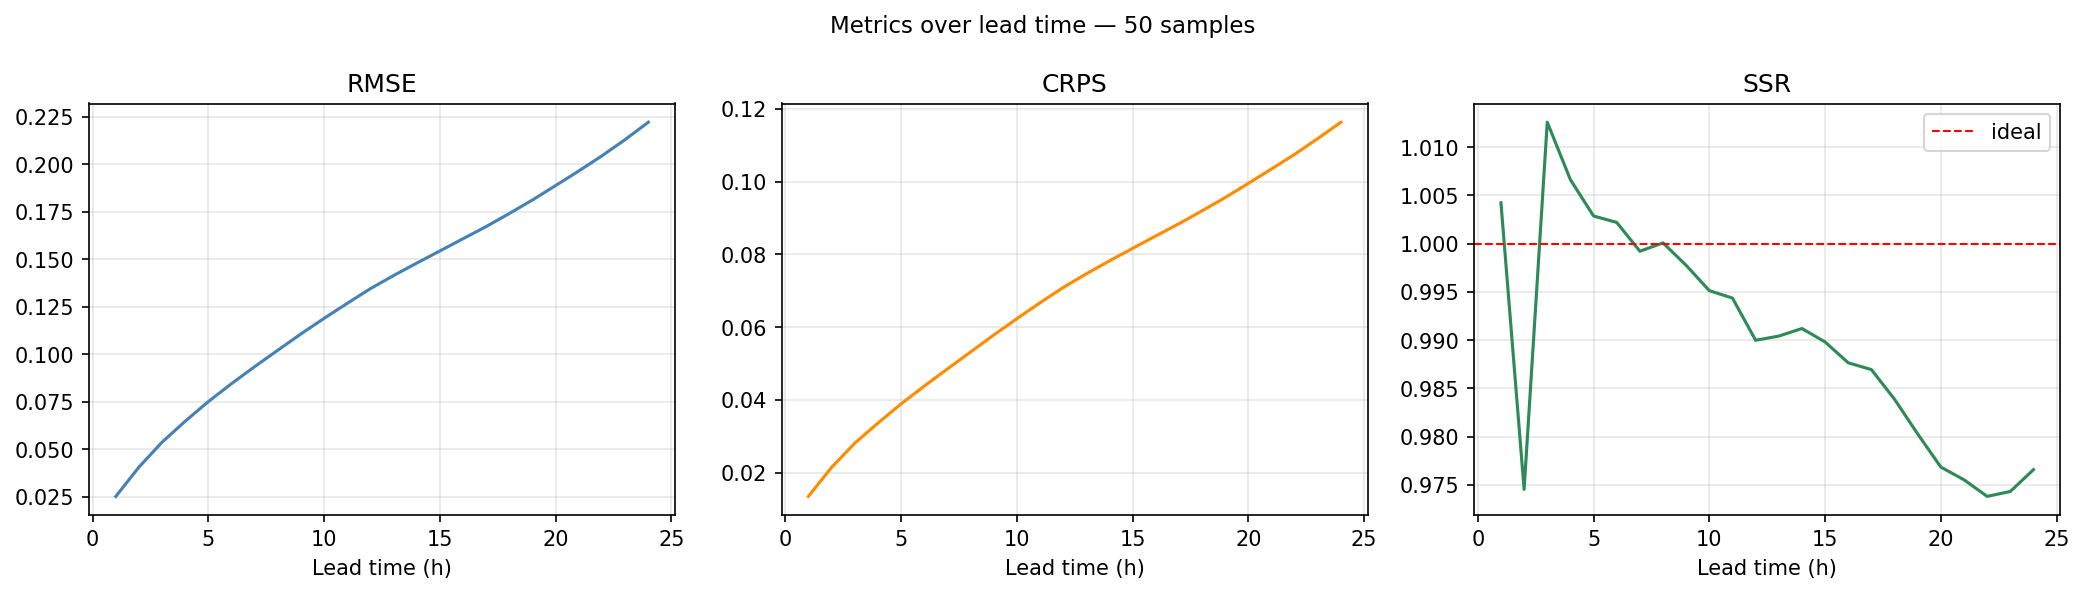 Metrics over lead time — 50 samples
RMSE
0.225
0.200
0.175
0.150
0.125
0.100
0.075
0.050
0.025
0 5 10 15 20 25
Lead time (h)
CRPS
0.12
0.10
0.08
0.06
0.04
0.02
0 5 10 15 20 25
Lead time (h)
SSR
ideal
1.010
1.005
1.000
0.995
0.990
0.985
0.980
0.975
0 5 10 15 20 25
Lead time (h)